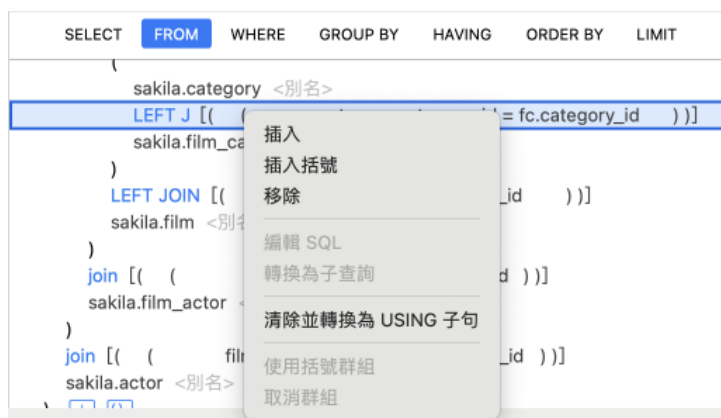 SELECT FROM WHERE GROUP BY HAVING ORDER BY LIMIT
(
sakila.category <別名>
LEFT J [( ( = fc.category_id ) )]
sakila.film_ca
)
LEFT JOIN [( _id ) )]
sakila.film <別名
)
join [( ( d ) )]
sakila.film_actor <
)
join [( ( film _id ) )]
sakila.actor <別名>
)
插入
插入括號
移除
編輯 SQL
轉換為子查詢
清除並轉換為 USING 子句
使用括號群組
取消群組